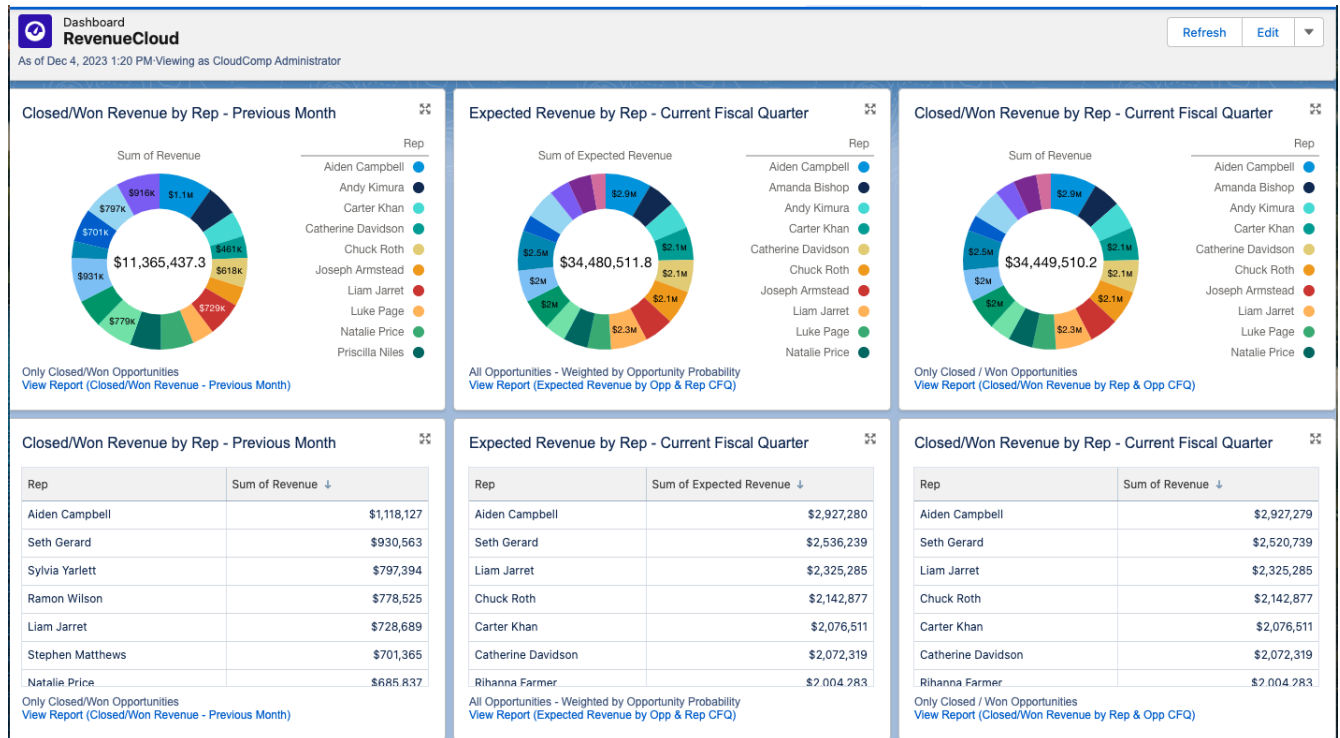 Dashboard
RevenueCloud
Refresh
Edit
As of Dec 4, 2023 1:20 PM·Viewing as CloudComp Administrator
Closed/Won Revenue by Rep - Previous Month
Sum of Revenue
Rep
Aiden Campbell
Andy Kimura
Carter Khan
Catherine Davidson
Chuck Roth
Joseph Armstead
Liam Jarret
Luke Page
Natalie Price
Priscilla Niles
$916K
$1.1M
$797K
$701K
$461K
$618K
$931K
$729K
$779K
$11,365,437.3
Only Closed/Won Opportunities
View Report (Closed/Won Revenue - Previous Month)
Expected Revenue by Rep - Current Fiscal Quarter
Sum of Expected Revenue
Rep
Aiden Campbell
Amanda Bishop
Andy Kimura
Carter Khan
Catherine Davidson
Chuck Roth
Joseph Armstead
Liam Jarret
Luke Page
Natalie Price
$2.9M
$2.5M
$2.1M
$2.1M
$2M
$2.1M
$2M
$2.3M
$34,480,511.8
All Opportunities - Weighted by Opportunity Probability
View Report (Expected Revenue by Opp & Rep CFQ)
Closed/Won Revenue by Rep - Current Fiscal Quarter
Sum of Revenue
Rep
Aiden Campbell
Amanda Bishop
Andy Kimura
Carter Khan
Catherine Davidson
Chuck Roth
Joseph Armstead
Liam Jarret
Luke Page
Natalie Price
$2.9M
$2.5M
$2.1M
$2.1M
$2M
$2.1M
$2M
$2.3M
$34,449,510.2
Only Closed / Won Opportunities
View Report (Closed/Won Revenue by Rep & Opp CFQ)
Closed/Won Revenue by Rep - Previous Month
Rep Sum of Revenue ↓
Aiden Campbell $1,118,127
Seth Gerard $930,563
Sylvia Yarlett $797,394
Ramon Wilson $778,525
Liam Jarret $728,689
Stephen Matthews $701,365
Natalie Price $685,837
Only Closed/Won Opportunities
View Report (Closed/Won Revenue - Previous Month)
Expected Revenue by Rep - Current Fiscal Quarter
Rep Sum of Expected Revenue ↓
Aiden Campbell $2,927,280
Seth Gerard $2,536,239
Liam Jarret $2,325,285
Chuck Roth $2,142,877
Carter Khan $2,076,511
Catherine Davidson $2,072,319
Rihanna Farmer $2,004,283
All Opportunities - Weighted by Opportunity Probability
View Report (Expected Revenue by Opp & Rep CFQ)
Closed/Won Revenue by Rep - Current Fiscal Quarter
Rep Sum of Revenue ↓
Aiden Campbell $2,927,279
Seth Gerard $2,520,739
Liam Jarret $2,325,285
Chuck Roth $2,142,877
Carter Khan $2,076,511
Catherine Davidson $2,072,319
Rihanna Farmer $2,004,283
Only Closed / Won Opportunities
View Report (Closed/Won Revenue by Rep & Opp CFQ)